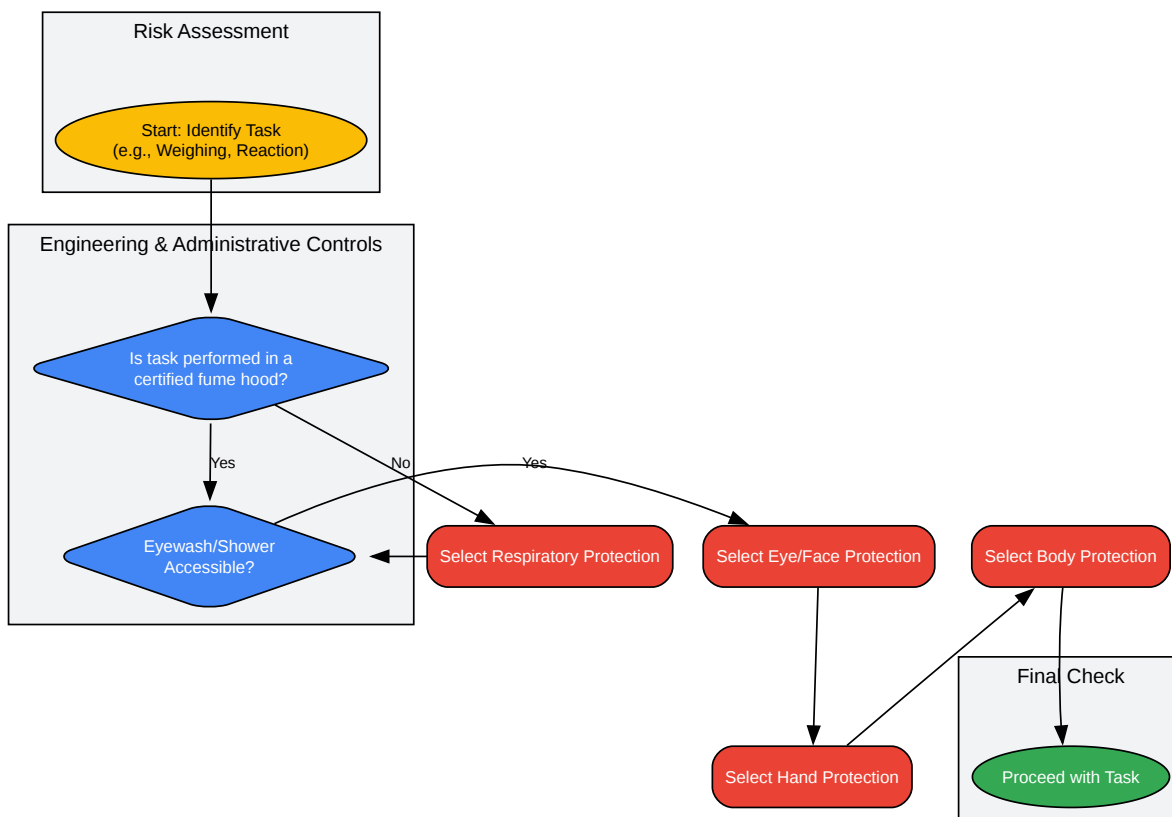 Risk Assessment
Start: Identify Task
(e.g., Weighing, Reaction)
Engineering & Administrative Controls
Is task performed in a
certified fume hood?
Yes
No
Yes
Eyewash/Shower
Accessible?
Select Respiratory Protection
Select Eye/Face Protection
Select Body Protection
Final Check
Select Hand Protection
Proceed with Task